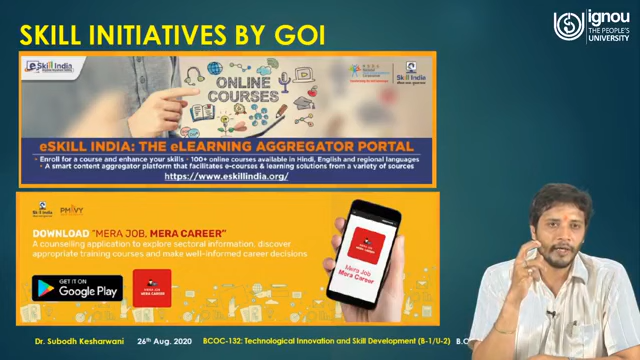 SKILL INITIATIVES BY GOI
ignou
THE PEOPLE'S
UNIVERSITY
eSkill India
ONLINE
COURSES
Skill India
eSKILL INDIA: THE eLEARNING AGGREGATOR PORTAL
• Enroll for a course and enhance your skills • 100+ online courses available in Hindi, English and regional languages
• A smart content aggregator platform that facilitates e-courses & learning solutions from a variety of sources
https://www.eskillindia.org/
Skill India
PMKVY
DOWNLOAD "MERA JOB, MERA CAREER"
A counselling application to explore sectoral information, discover
appropriate training courses and make well-informed career decisions
GET IT ON
Google Play
MERA JOB
MERA CAREER
Mera Job
Mera Career
Dr. Subodh Kesharwani 26th Aug. 2020 BCOC-132: Technological Innovation and Skill Development (B-1/U-2)